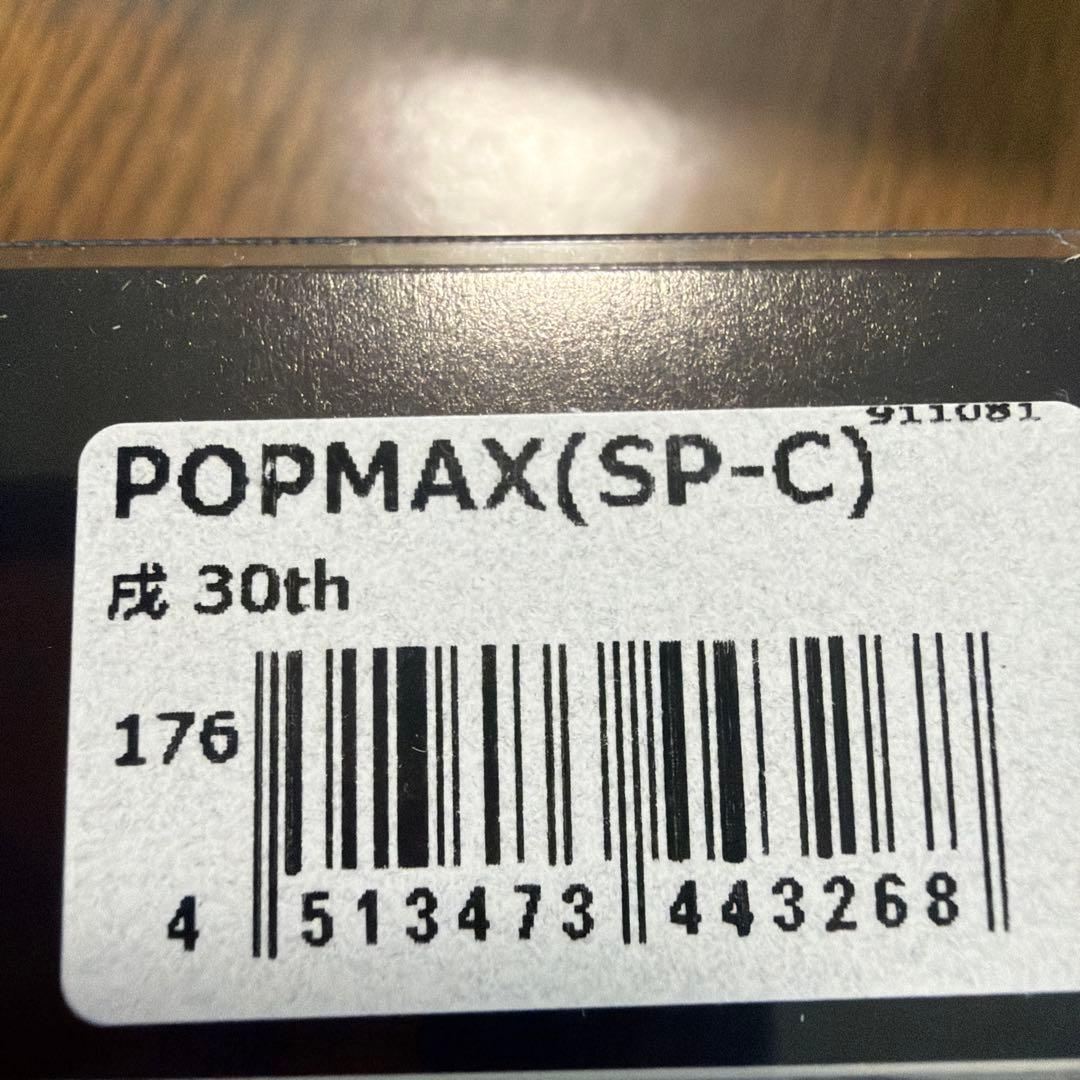 911081
POPMAX(SP-C)
戌 30th
176
4 513473 443268